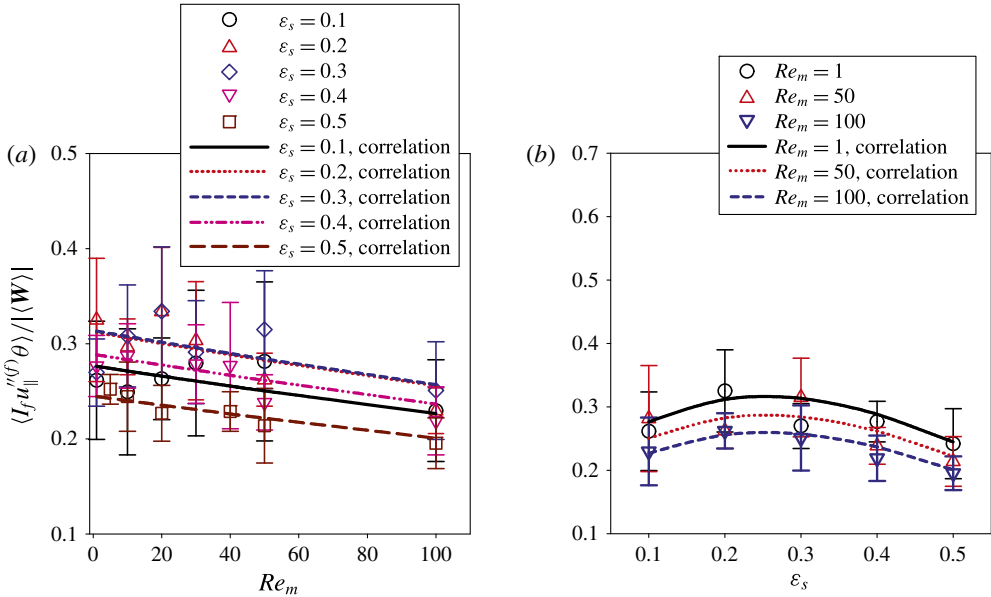 ε_s = 0.1
ε_s = 0.2
ε_s = 0.3
ε_s = 0.4
ε_s = 0.5
ε_s = 0.1, correlation
ε_s = 0.2, correlation
ε_s = 0.3, correlation
ε_s = 0.4, correlation
ε_s = 0.5, correlation
(a)
0.5
0.4
0.3
0.2
0.1
⟨I_f u''^(f)_∥ θ⟩/|⟨W⟩|
0 20 40 60 80 100
Re_m
Re_m = 1
Re_m = 50
Re_m = 100
Re_m = 1, correlation
Re_m = 50, correlation
Re_m = 100, correlation
(b)
0.7
0.6
0.5
0.4
0.3
0.2
0.1
0.1 0.2 0.3 0.4 0.5
ε_s